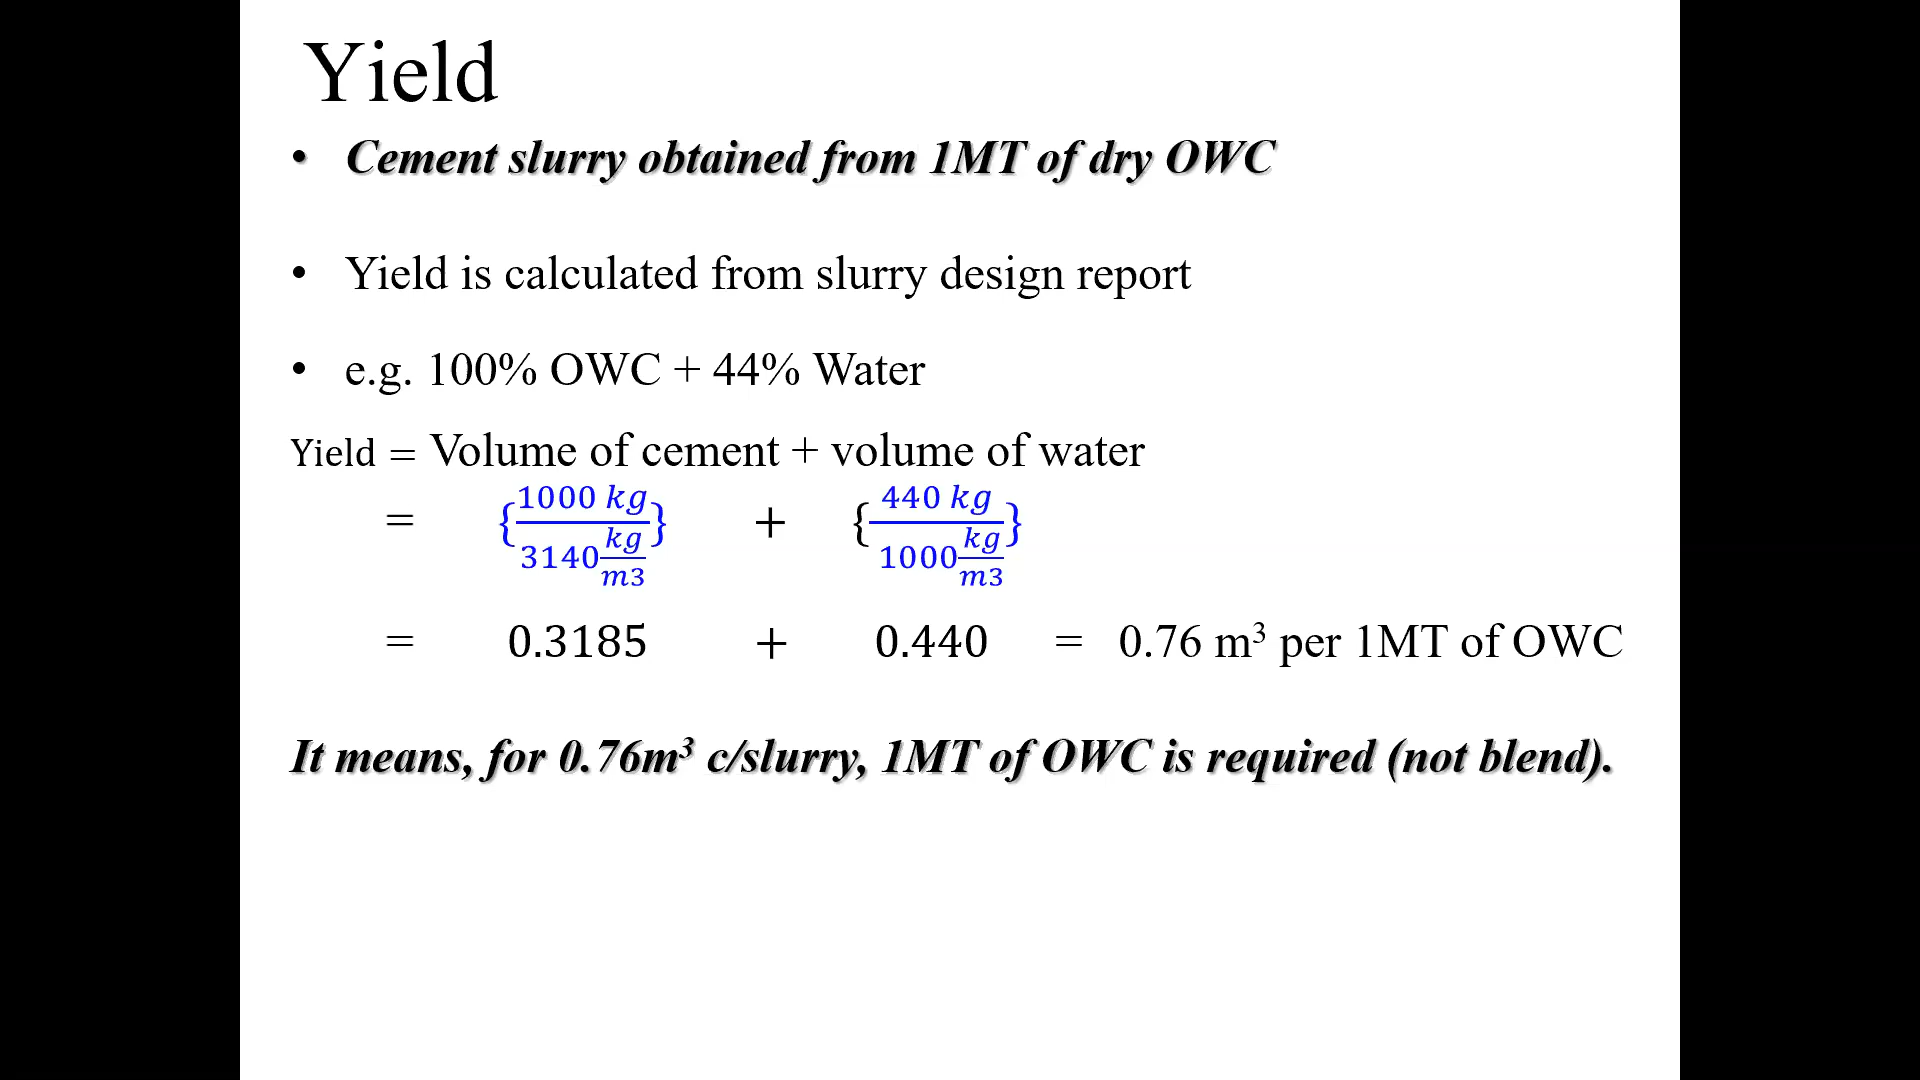 Yield
• Cement slurry obtained from 1MT of dry OWC
• Yield is calculated from slurry design report
• e.g. 100% OWC + 44% Water
Yield = Volume of cement + volume of water
= {1000 kg / 3140 kg/m3} + {440 kg / 1000 kg/m3}
= 0.3185 + 0.440 = 0.76 m³ per 1MT of OWC
It means, for 0.76m³ c/slurry, 1MT of OWC is required (not blend).